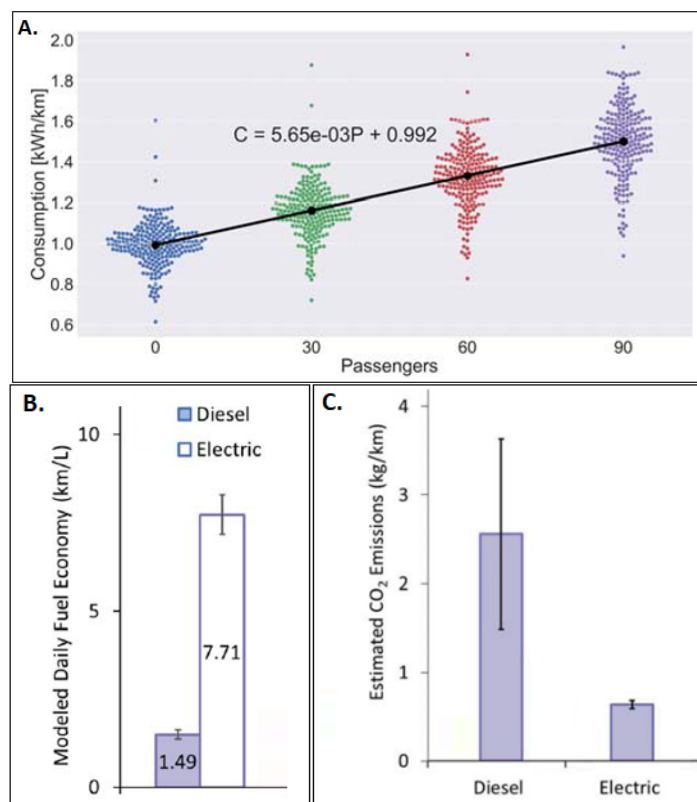 A.
Consumption [kWh/km]
2.0
1.8
1.6
1.4
1.2
1.0
0.8
0.6
C = 5.65e-03P + 0.992
0
30
60
90
Passengers
B.
Modeled Daily Fuel Economy (km/L)
Diesel
Electric
10
5
0
7.71
1.49
C.
Estimated CO₂ Emissions (kg/km)
4
3
2
1
0
Diesel
Electric